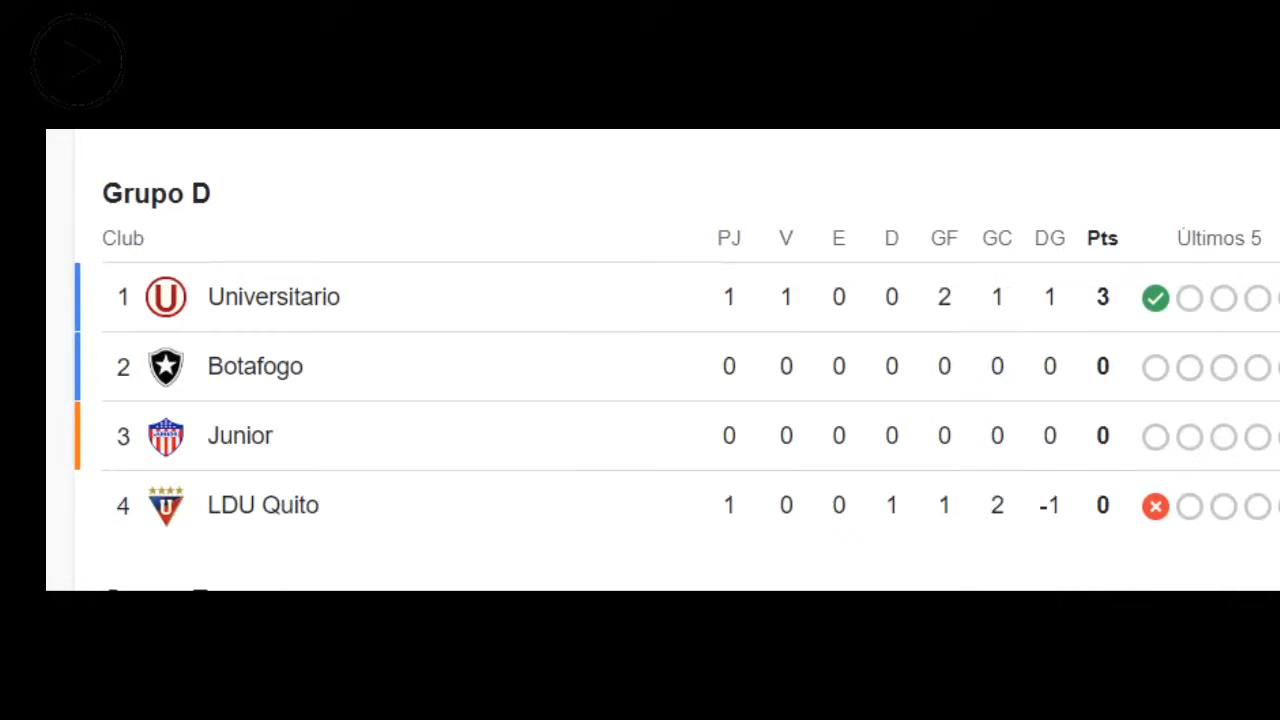 Grupo D
Club PJ V E D GF GC DG Pts Últimos 5
1 Universitario 1 1 0 0 2 1 1 3
2 Botafogo 0 0 0 0 0 0 0 0
3 Junior 0 0 0 0 0 0 0 0
4 LDU Quito 1 0 0 1 1 2 -1 0